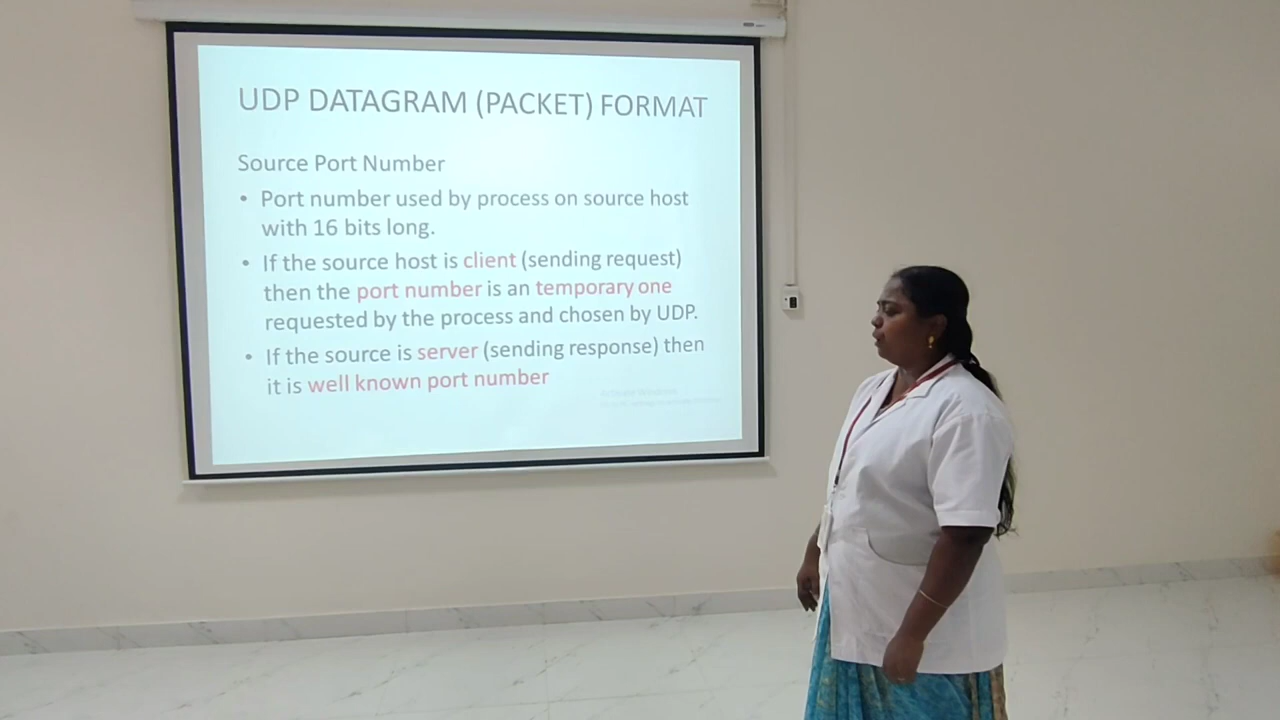 UDP DATAGRAM (PACKET) FORMAT
Source Port Number
• Port number used by process on source host
with 16 bits long.
• If the source host is client (sending request)
then the port number is an temporary one
requested by the process and chosen by UDP.
• If the source is server (sending response) then
it is well known port number
Activate Windows